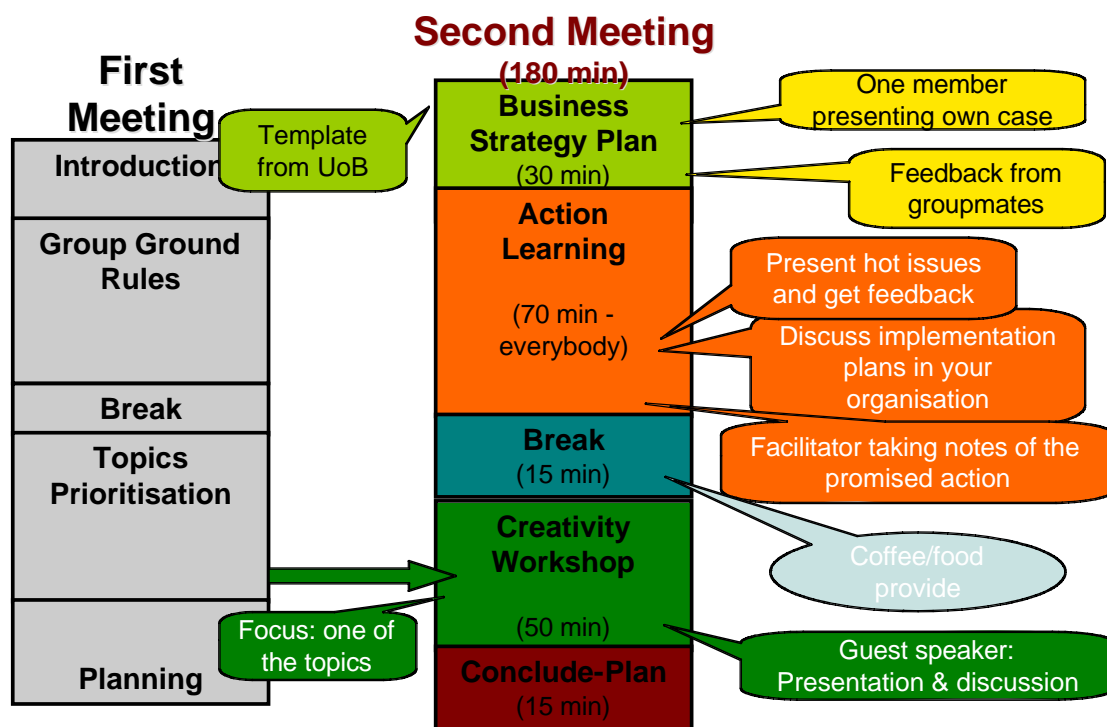 First
Meeting
Introduction
Group Ground
Rules
Break
Topics
Prioritisation
Planning
Template
from UoB
Second Meeting
(180 min)
Business
Strategy Plan
(30 min)
Action
Learning
(70 min -
everybody)
Break
(15 min)
Creativity
Workshop
(50 min)
Conclude-Plan
(15 min)
Focus: one of
the topics
One member
presenting own case
Feedback from
groupmates
Present hot issues
and get feedback
Discuss implementation
plans in your
organisation
Facilitator taking notes of the
promised action
Coffee/food
provide
Guest speaker:
Presentation & discussion